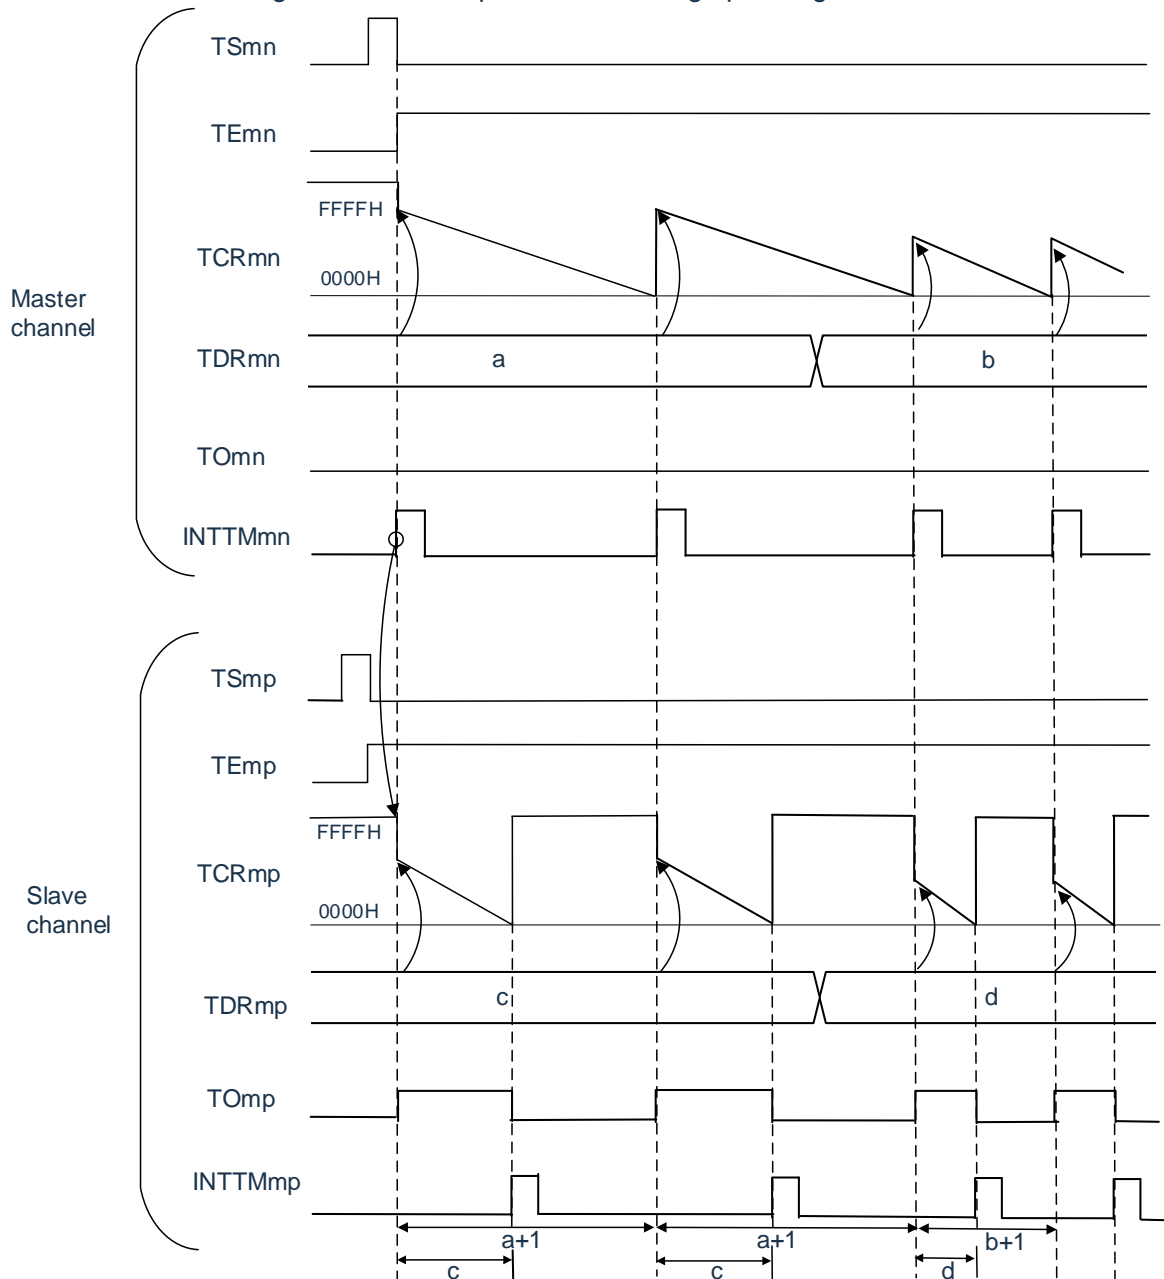 TSmn
TEmn
FFFFH
TCRmn
0000H
Master
channel
TDRmn
a
b
TOmn
INTTMmn
TSmp
TEmp
FFFFH
TCRmp
0000H
Slave
channel
TDRmp
c
d
TOmp
INTTMmp
a+1
a+1
b+1
c
c
d